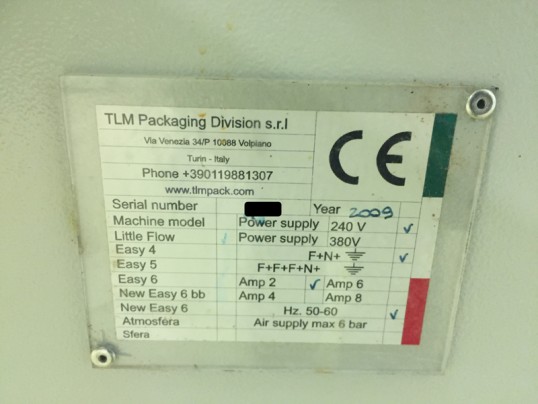 TLM Packaging Division s.r.l
Via Venezia 34/P 10088 Volpiano
Turin - Italy
Phone +390119881307
www.tlmpack.com
CE
Serial number Year 2009
Machine model Power supply 240 V ✓
Little Flow ✓ Power supply 380V
Easy 4 F+N+ ✓
Easy 5 F+F+F+N+
Easy 6 Amp 2 ✓ Amp 6
New Easy 6 bb Amp 4 Amp 8
New Easy 6 Hz. 50-60 ✓
Atmosfera Air supply max 6 bar
Sfera